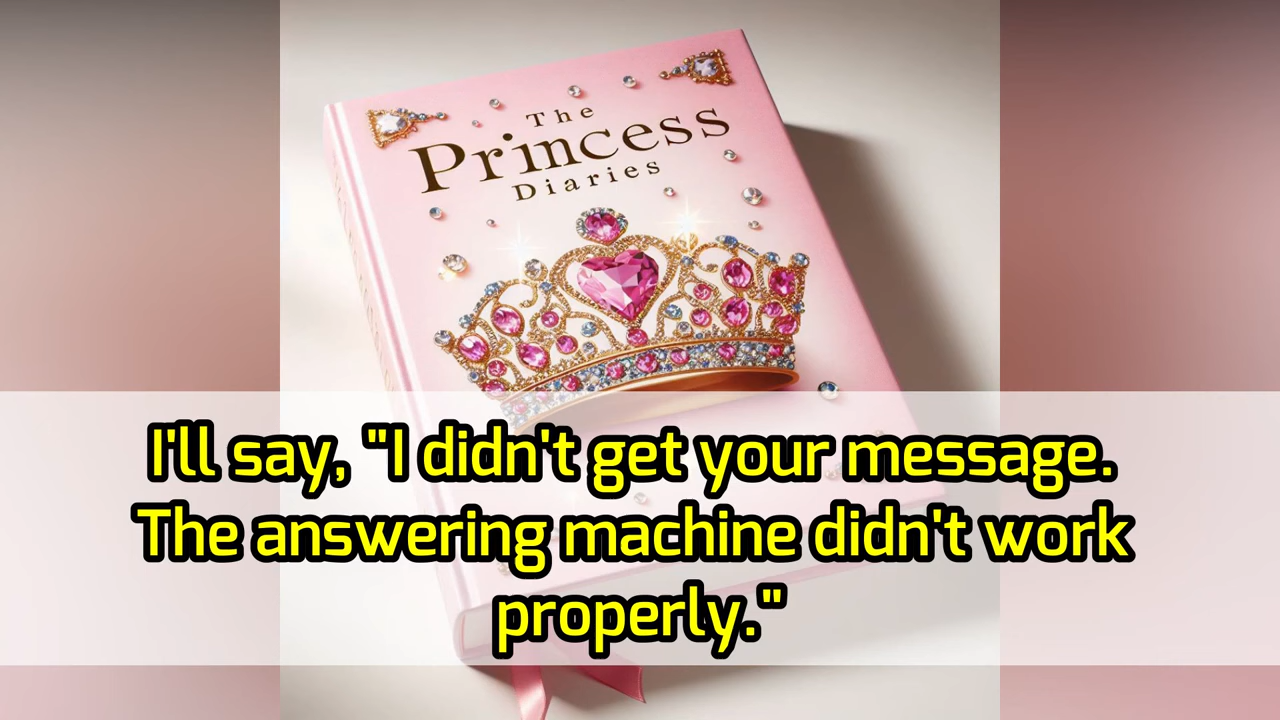 The
Princess
Diaries
I'll say, "I didn't get your message.
The answering machine didn't work
properly."